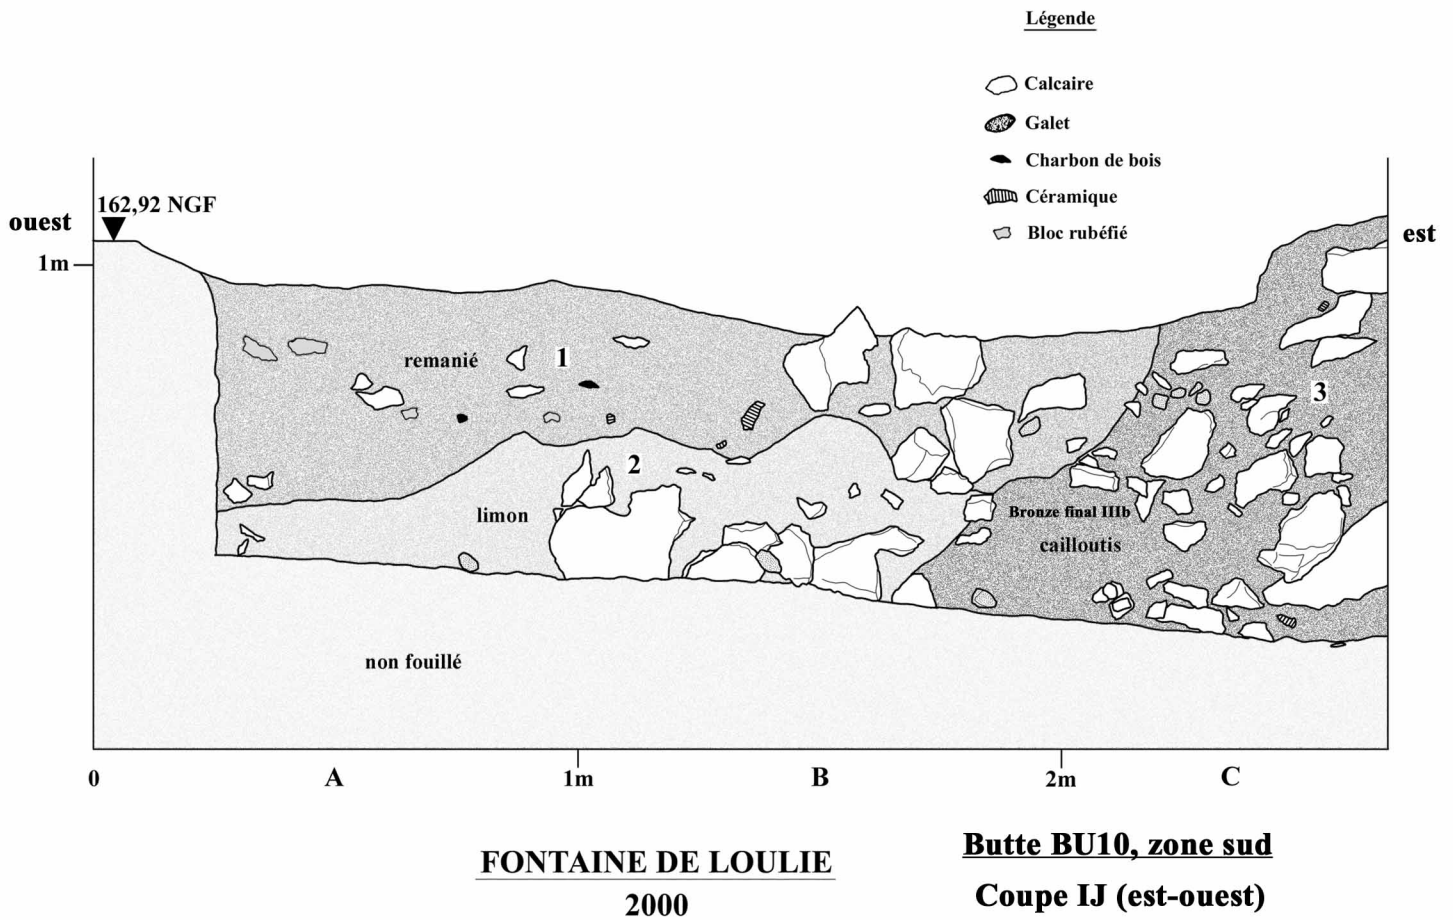 Légende
Calcaire
Galet
Charbon de bois
Céramique
Bloc rubéfié
162,92 NGF
ouest
est
1m
remanié
1
3
2
limon
Bronze final IIIb
cailloutis
non fouillé
0 A 1m B 2m C
FONTAINE DE LOULIE
2000
Butte BU10, zone sud
Coupe IJ (est-ouest)